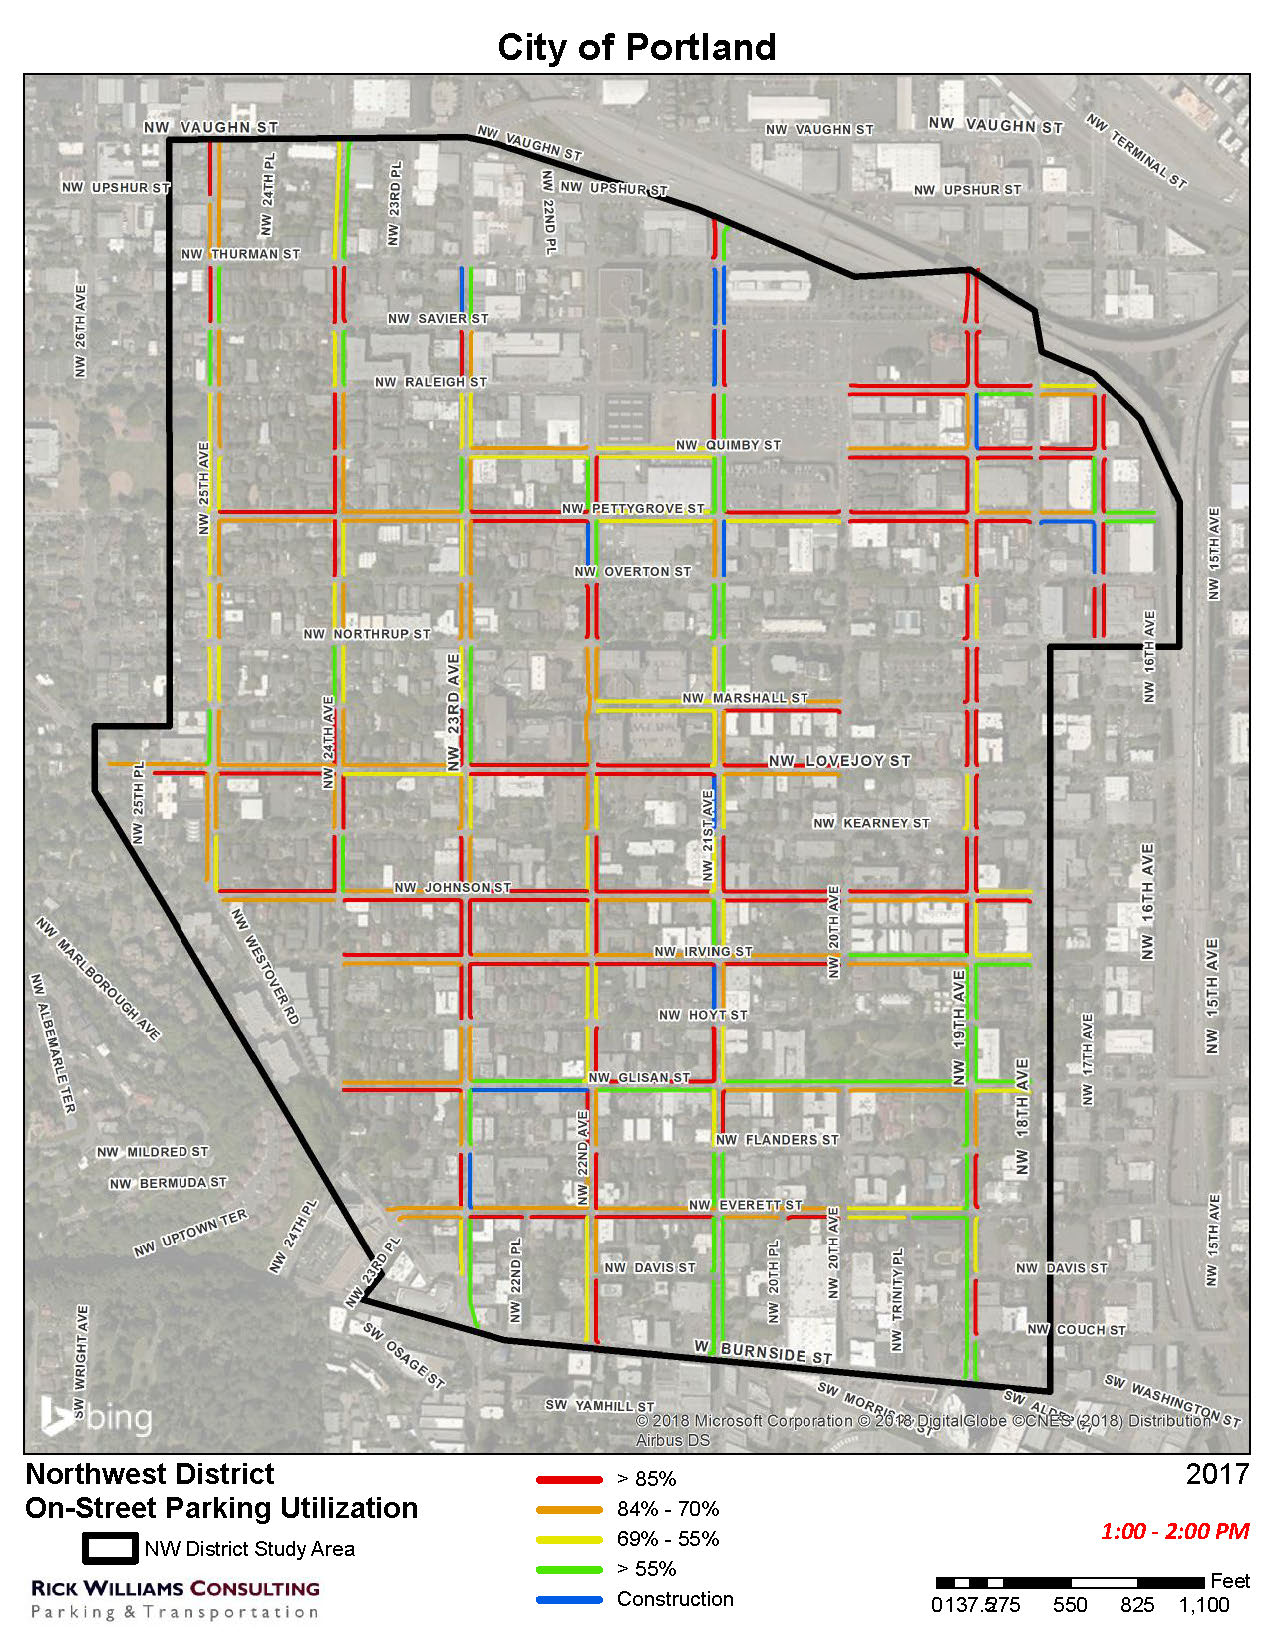 City of Portland
NW VAUGHN ST
NW VAUGHN ST
NW VAUGHN ST
NW VAUGHN ST
NW TERMINAL ST
NW UPSHUR ST
NW 24TH PL
NW 23RD PL
NW 22ND PL
NW UPSHUR ST
NW UPSHUR ST
NW THURMAN ST
NW 26TH AVE
NW SAVIER ST
NW RALEIGH ST
NW QUIMBY ST
NW 25TH AVE
NW PETTYGROVE ST
NW 15TH AVE
NW OVERTON ST
NW NORTHRUP ST
NW 16TH AVE
NW 23RD AVE
NW 24TH AVE
NW MARSHALL ST
NW LOVEJOY ST
NW 25TH PL
NW 21ST AVE
NW KEARNEY ST
NW JOHNSON ST
NW 20TH AVE
NW 16TH AVE
NW WESTOVER RD
NW MARLBOROUGH AVE
NW IRVING ST
NW 15TH AVE
NW ALBEMARLE TER
NW HOYT ST
NW 19TH AVE
NW 17TH AVE
NW GLISAN ST
NW 18TH AVE
NW 22ND AVE
NW FLANDERS ST
NW MILDRED ST
NW BERMUDA ST
NW EVERETT ST
NW UPTOWN TER
NW 24TH PL
NW 20TH AVE
NW 15TH AVE
NW 23RD PL
NW 22ND PL
NW DAVIS ST
NW 20TH PL
NW TRINITY PL
NW DAVIS ST
NW COUCH ST
SW WRIGHT AVE
SW OSAGE ST
W BURNSIDE ST
SW YAMHILL ST
SW MORRISON ST
SW ALDER CT
SW WASHINGTON ST
bing
© 2018 Microsoft Corporation © 2018 DigitalGlobe ©CNES (2018) Distribution
Airbus DS
Northwest District
On-Street Parking Utilization
NW District Study Area
RICK WILLIAMS CONSULTING
Parking & Transportation
> 85%
84% - 70%
69% - 55%
> 55%
Construction
2017
1:00 - 2:00 PM
Feet
0 137.5 275 550 825 1,100